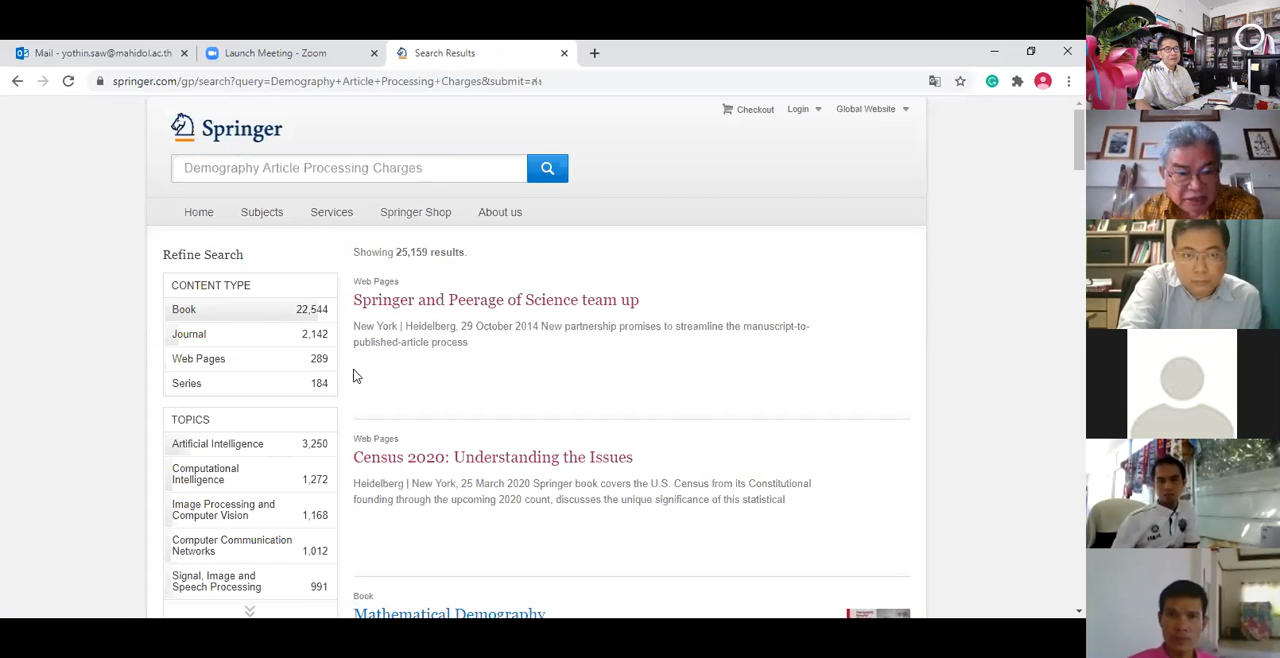 Mail - yothin.saw@mahidol.ac.th
Launch Meeting - Zoom
Search Results
springer.com/gp/search?query=Demography+Article+Processing+Charges&submit=ส่ง
Checkout
Login
Global Website
Springer
Demography Article Processing Charges
Home
Subjects
Services
Springer Shop
About us
Refine Search
CONTENT TYPE
Book 22,544
Journal 2,142
Web Pages 289
Series 184
TOPICS
Artificial Intelligence 3,250
Computational
Intelligence 1,272
Image Processing and
Computer Vision 1,168
Computer Communication
Networks 1,012
Signal, Image and
Speech Processing 991
Showing 25,159 results.
Web Pages
Springer and Peerage of Science team up
New York | Heidelberg, 29 October 2014 New partnership promises to streamline the manuscript-to-
published-article process
Web Pages
Census 2020: Understanding the Issues
Heidelberg | New York, 25 March 2020 Springer book covers the U.S. Census from its Constitutional
founding through the upcoming 2020 count, discusses the unique significance of this statistical
Book
Mathematical Demography